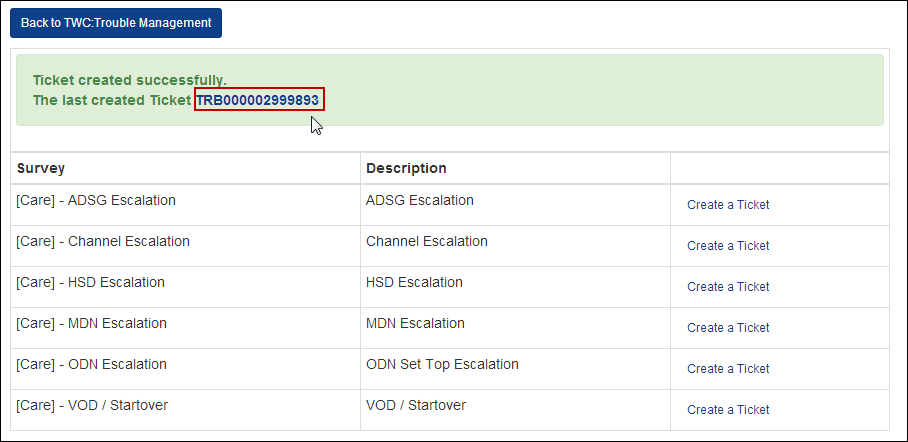 Back to TWC:Trouble Management
Ticket created successfully.
The last created Ticket TRB000002999893
Survey Description
[Care] - ADSG Escalation ADSG Escalation Create a Ticket
[Care] - Channel Escalation Channel Escalation Create a Ticket
[Care] - HSD Escalation HSD Escalation Create a Ticket
[Care] - MDN Escalation MDN Escalation Create a Ticket
[Care] - ODN Escalation ODN Set Top Escalation Create a Ticket
[Care] - VOD / Startover VOD / Startover Create a Ticket